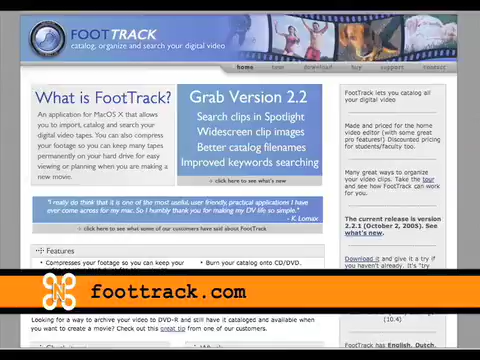 FOOTTRACK
catalog, organize and search your digital video
home tour download buy support contact
What is FootTrack?
An application for MacOS X that allows
you to import, catalog and search your
digital video tapes. You can also compress
your footage so you can keep many tapes
permanently on your hard drive for easy
viewing or planning when you are making a
new movie.
Grab Version 2.2
Search clips in Spotlight
Widescreen clip images
Better catalog filenames
Improved keywords searching
click here to see what's new
"I really do think that it is one of the most useful, user friendly, practical applications I have
ever come across for my mac. So I humbly thank you for making my DV life so simple."
- K. Lomax
click here to see what some of our customers have said about FootTrack
Features
• Compresses your footage so you can keep your
• Burn your catalog onto CD/DVD.
foottrack.com
Looking for a way to archive your video to DVD-R and still have it cataloged and available when
you want to create a movie? Check out this great tip from one of our customers.
FootTrack lets you catalog all
your digital video
Made and priced for the home
video editor (with some great
pro features!) Discounted pricing
for students/faculty too.
Many great ways to organize
your video clips. Take the tour
and see how FootTrack can work
for you.
The current release is version
2.2.1 (October 2, 2005). See
what's new.
Download it and give it a try if
you haven't already. It's "try
(10.4)
FootTrack has English, Dutch,